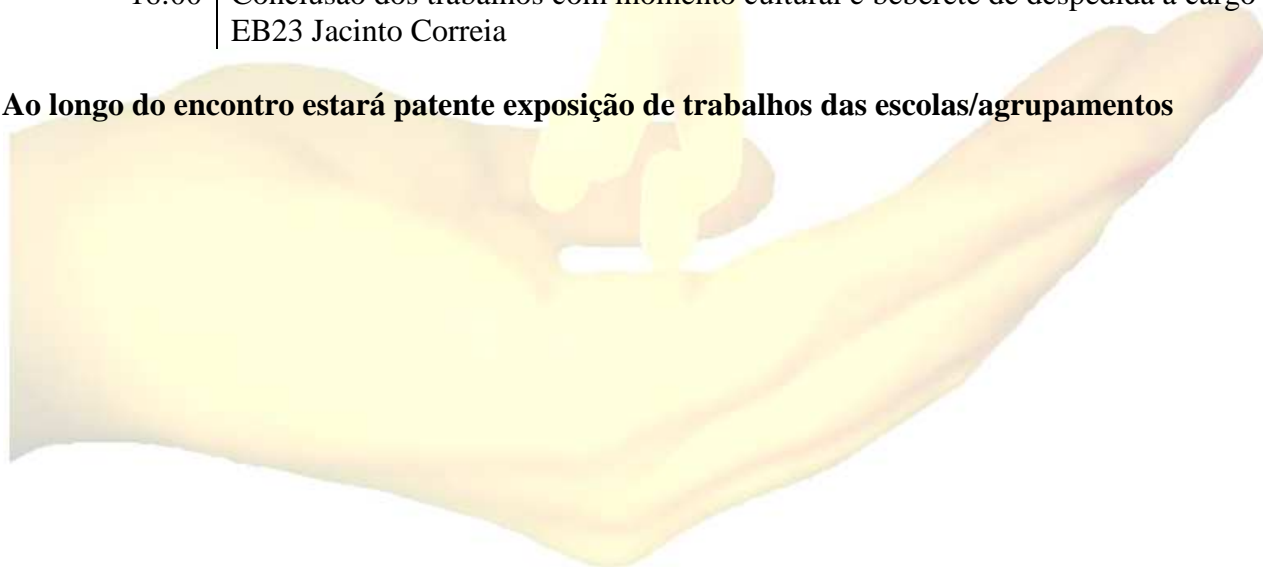 Conclusão dos trabalhos com momento cultural e beberete de despedida a cargo
EB23 Jacinto Correia
Ao longo do encontro estará patente exposição de trabalhos das escolas/agrupamentos